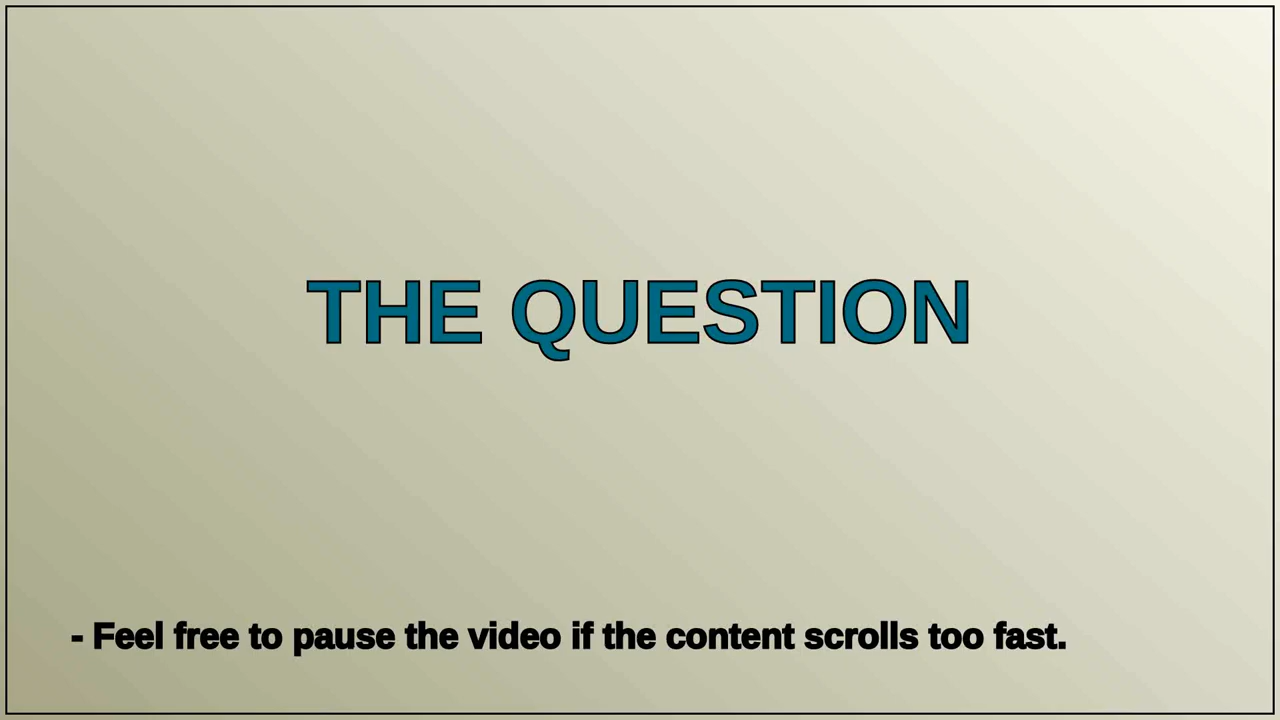 THE QUESTION
- Feel free to pause the video if the content scrolls too fast.